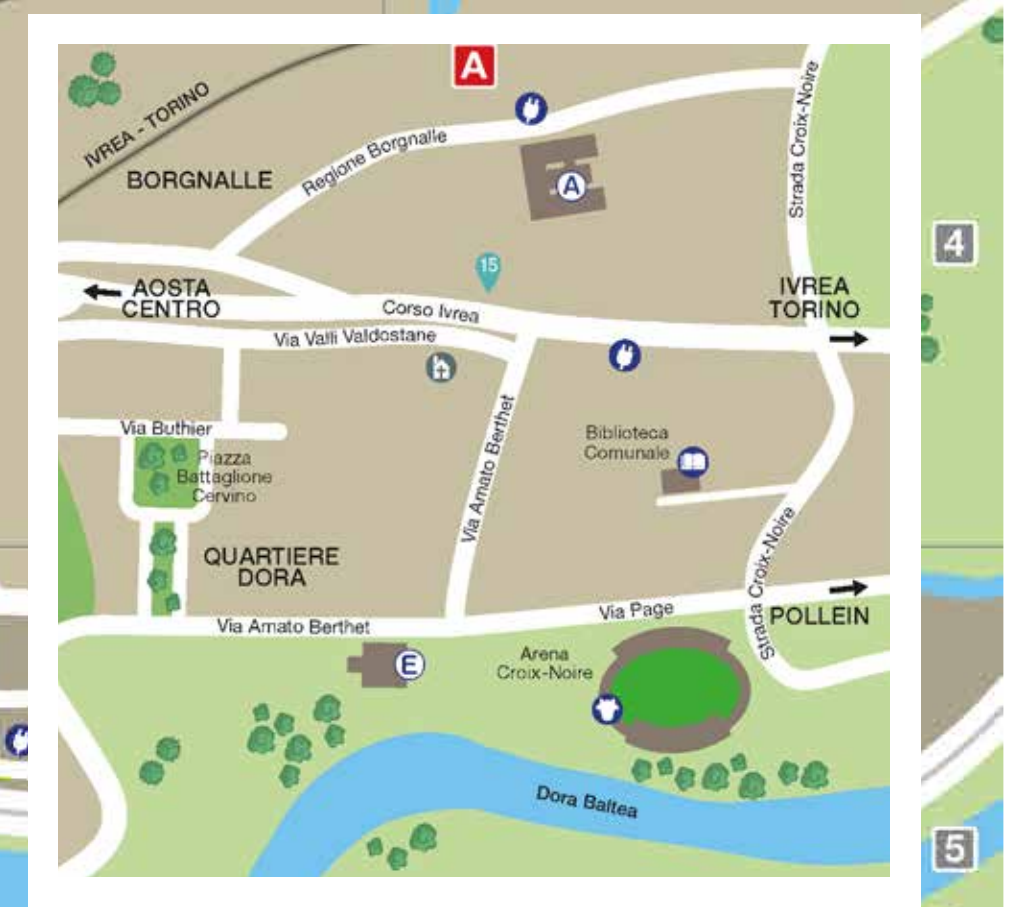 A
IVREA - TORINO
Strada Croix-Noire
Regione Borgnalle
BORGNALLE
A
4
15
AOSTA
CENTRO
IVREA
TORINO
Corso Ivrea
Via Valli Valdostane
Via Amato Berthet
Via Buthier
Biblioteca
Comunale
Piazza
Battaglione
Cervino
Strada Croix-Noire
QUARTIERE
DORA
Via Page
POLLEIN
Via Amato Berthet
E
Arena
Croix-Noire
Dora Baltea
5